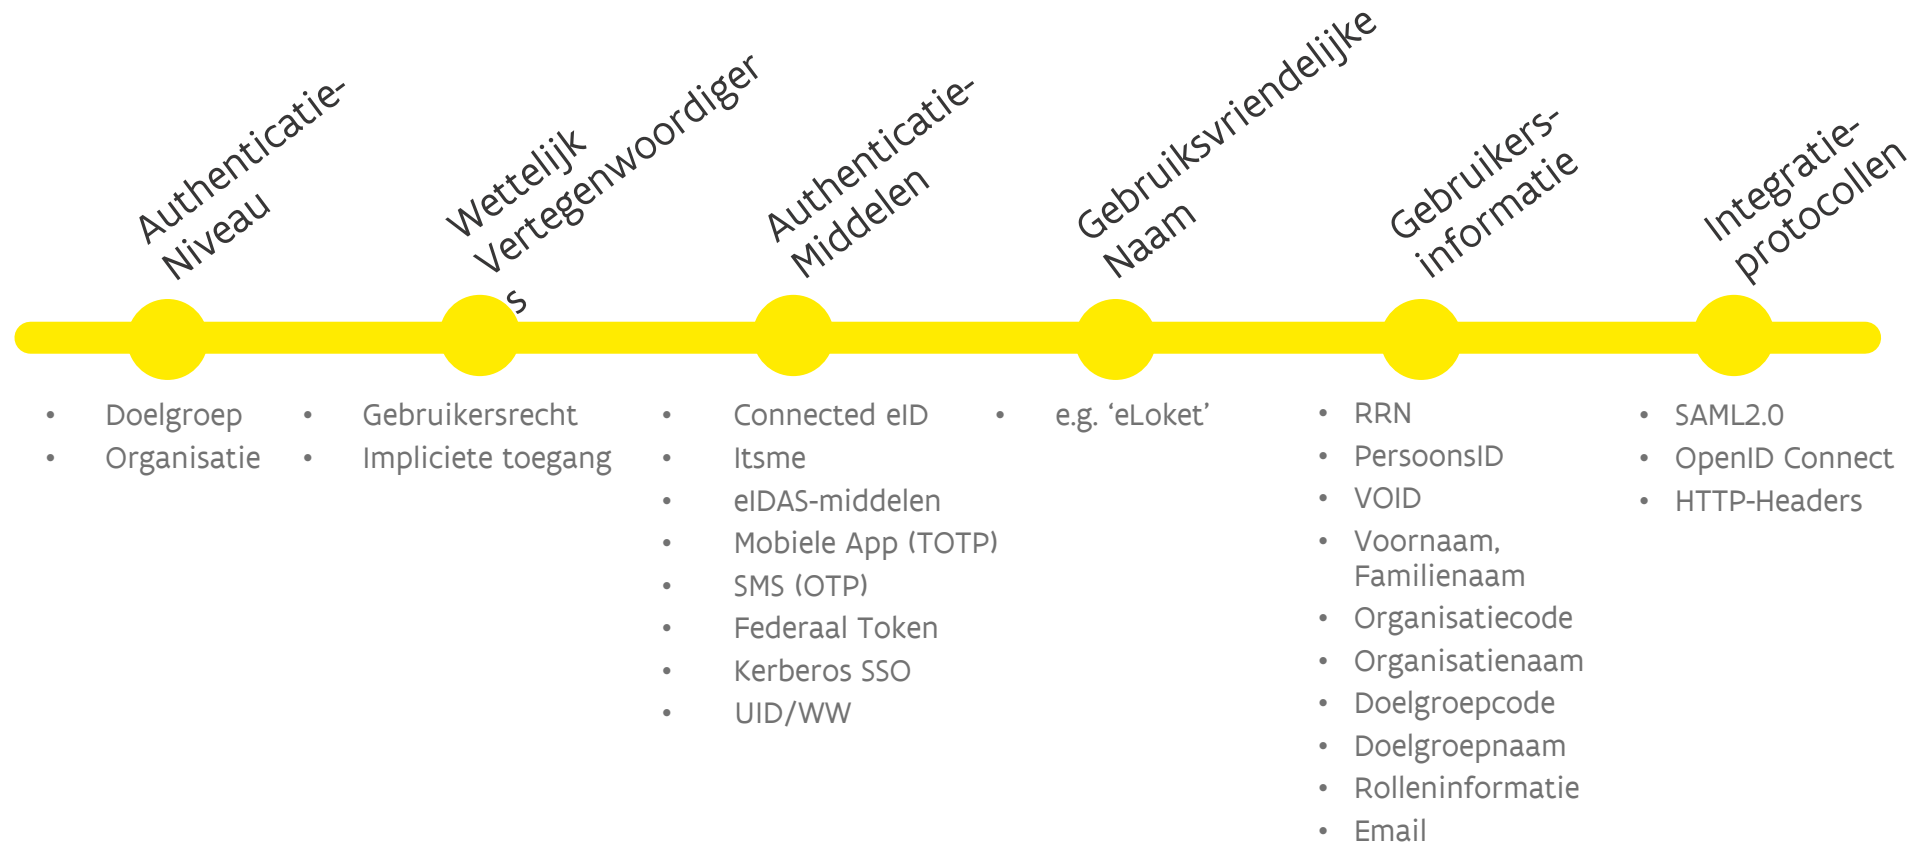 Authenticatie-
Niveau
Wettelijk
Vertegenwoordiger
s
Authenticatie-
Middelen
Gebruiksvriendelijke
Naam
Gebruikers-
informatie
Integratie-
protocollen
• Doelgroep
• Organisatie
• Gebruikersrecht
• Impliciete toegang
• Connected eID
• Itsme
• eIDAS-middelen
• Mobiele App (TOTP)
• SMS (OTP)
• Federaal Token
• Kerberos SSO
• UID/WW
• e.g. ‘eLoket’
• RRN
• PersoonsID
• VOID
• Voornaam,
Familienaam
• Organisatiecode
• Organisatienaam
• Doelgroepcode
• Doelgroepnaam
• Rolleninformatie
• Email
• SAML2.0
• OpenID Connect
• HTTP-Headers